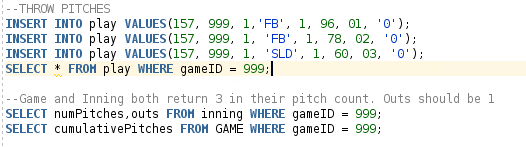 --THROW PITCHES
INSERT INTO play VALUES(157, 999, 1,'FB', 1, 96, 01, '0');
INSERT INTO play VALUES(157, 999, 1, 'FB', 1, 78, 02, '0');
INSERT INTO play VALUES(157, 999, 1, 'SLD', 1, 60, 03, '0');
SELECT * FROM play WHERE gameID = 999;
--Game and Inning both return 3 in their pitch count. Outs should be 1
SELECT numPitches,outs FROM inning WHERE gameID = 999;
SELECT cumulativePitches FROM GAME WHERE gameID = 999;